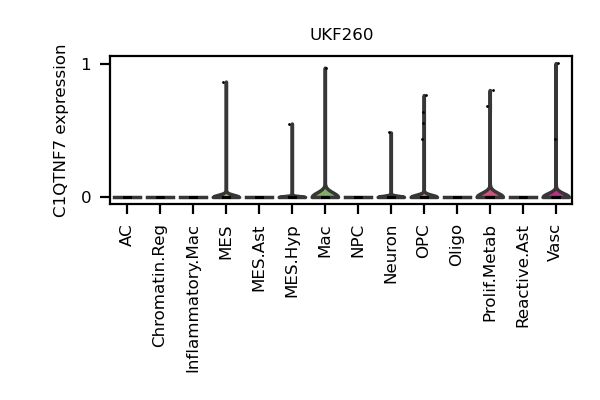 UKF260
C1QTNF7 expression
1
0
AC
Chromatin.Reg
Inflammatory.Mac
MES
MES.Ast
MES.Hyp
Mac
NPC
Neuron
OPC
Oligo
Prolif.Metab
Reactive.Ast
Vasc